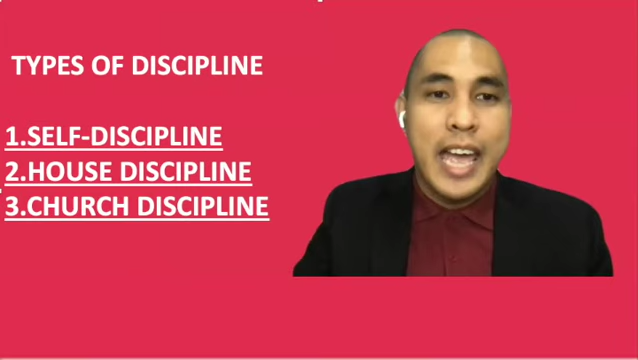 TYPES OF DISCIPLINE
1.SELF-DISCIPLINE
2.HOUSE DISCIPLINE
3.CHURCH DISCIPLINE